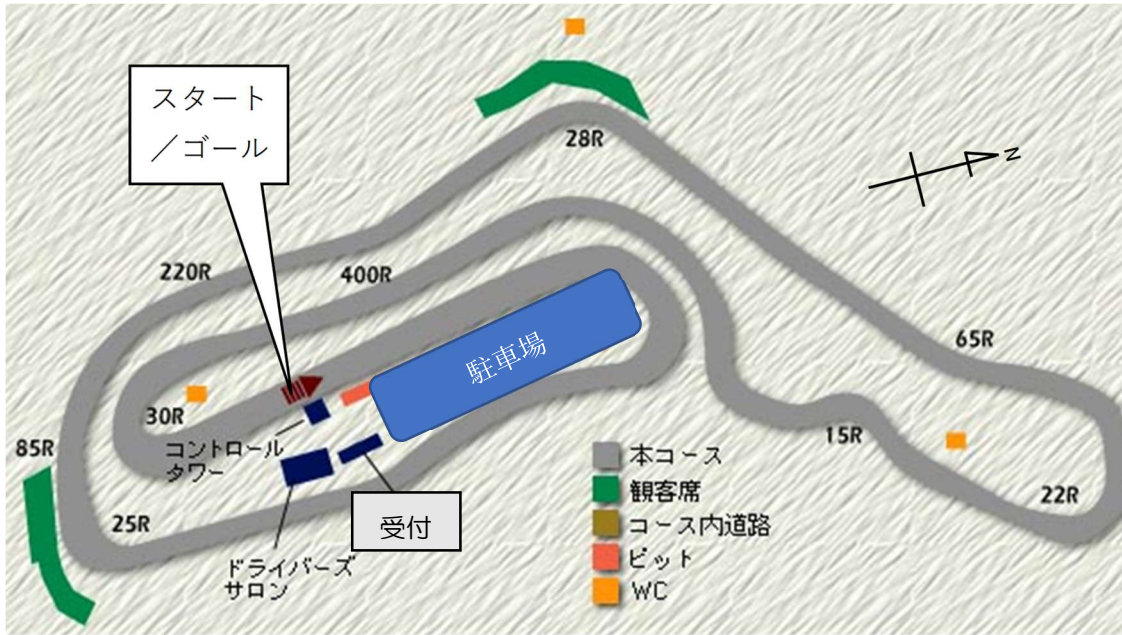 スタート
／ゴール
28R
N
220R
400R
65R
駐車場
30R
コントロール
タワー
15R
85R
本コース
22R
観客席
25R
受付
コース内道路
ピット
ドライバーズ
サロン
WC